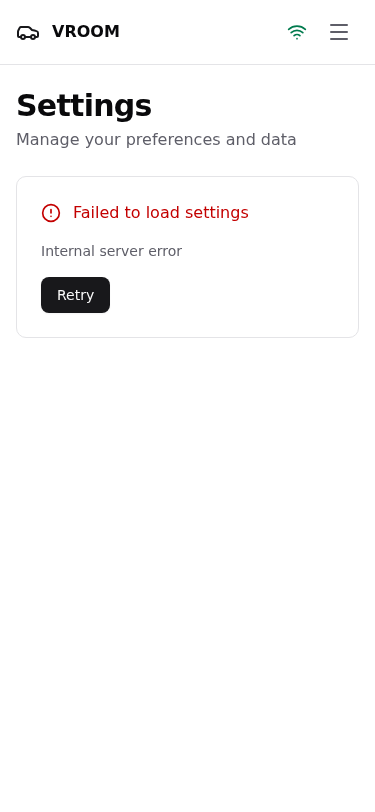 VROOM
Settings
Manage your preferences and data
Failed to load settings
Internal server error
Retry